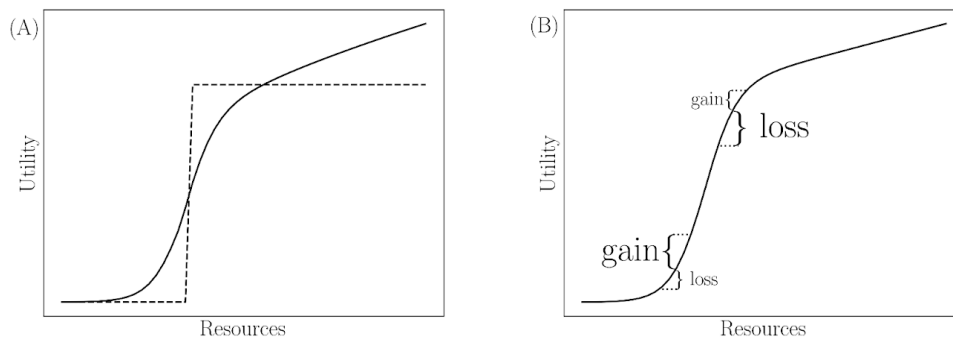 (A)
Utility
Resources
(B)
Utility
gain
loss
gain
loss
Resources